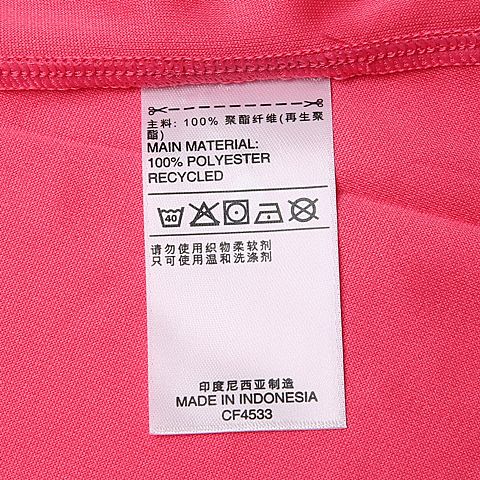 主料: 100% 聚酯纤维(再生聚
酯)
MAIN MATERIAL:
100% POLYESTER
RECYCLED
40
请勿使用织物柔软剂
只可使用温和洗涤剂
印度尼西亚制造
MADE IN INDONESIA
CF4533